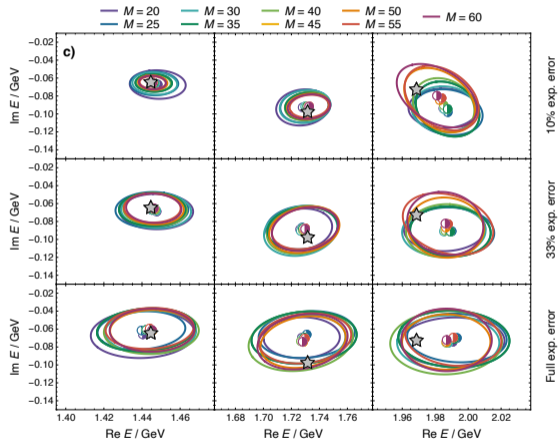 M = 20 M = 30 M = 40 M = 50 M = 60
M = 25 M = 35 M = 45 M = 55
c)
−0.02
−0.04
−0.06
−0.08
−0.10
−0.12
−0.14
Im E / GeV
10% exp. error
−0.02
−0.04
−0.06
−0.08
−0.10
−0.12
−0.14
Im E / GeV
33% exp. error
−0.02
−0.04
−0.06
−0.08
−0.10
−0.12
−0.14
Im E / GeV
Full exp. error
1.40 1.44 1.46 1.68 1.70 1.72 1.74 1.76 1.96 1.98 2.00 2.02
Re E / GeV Re E / GeV Re E / GeV